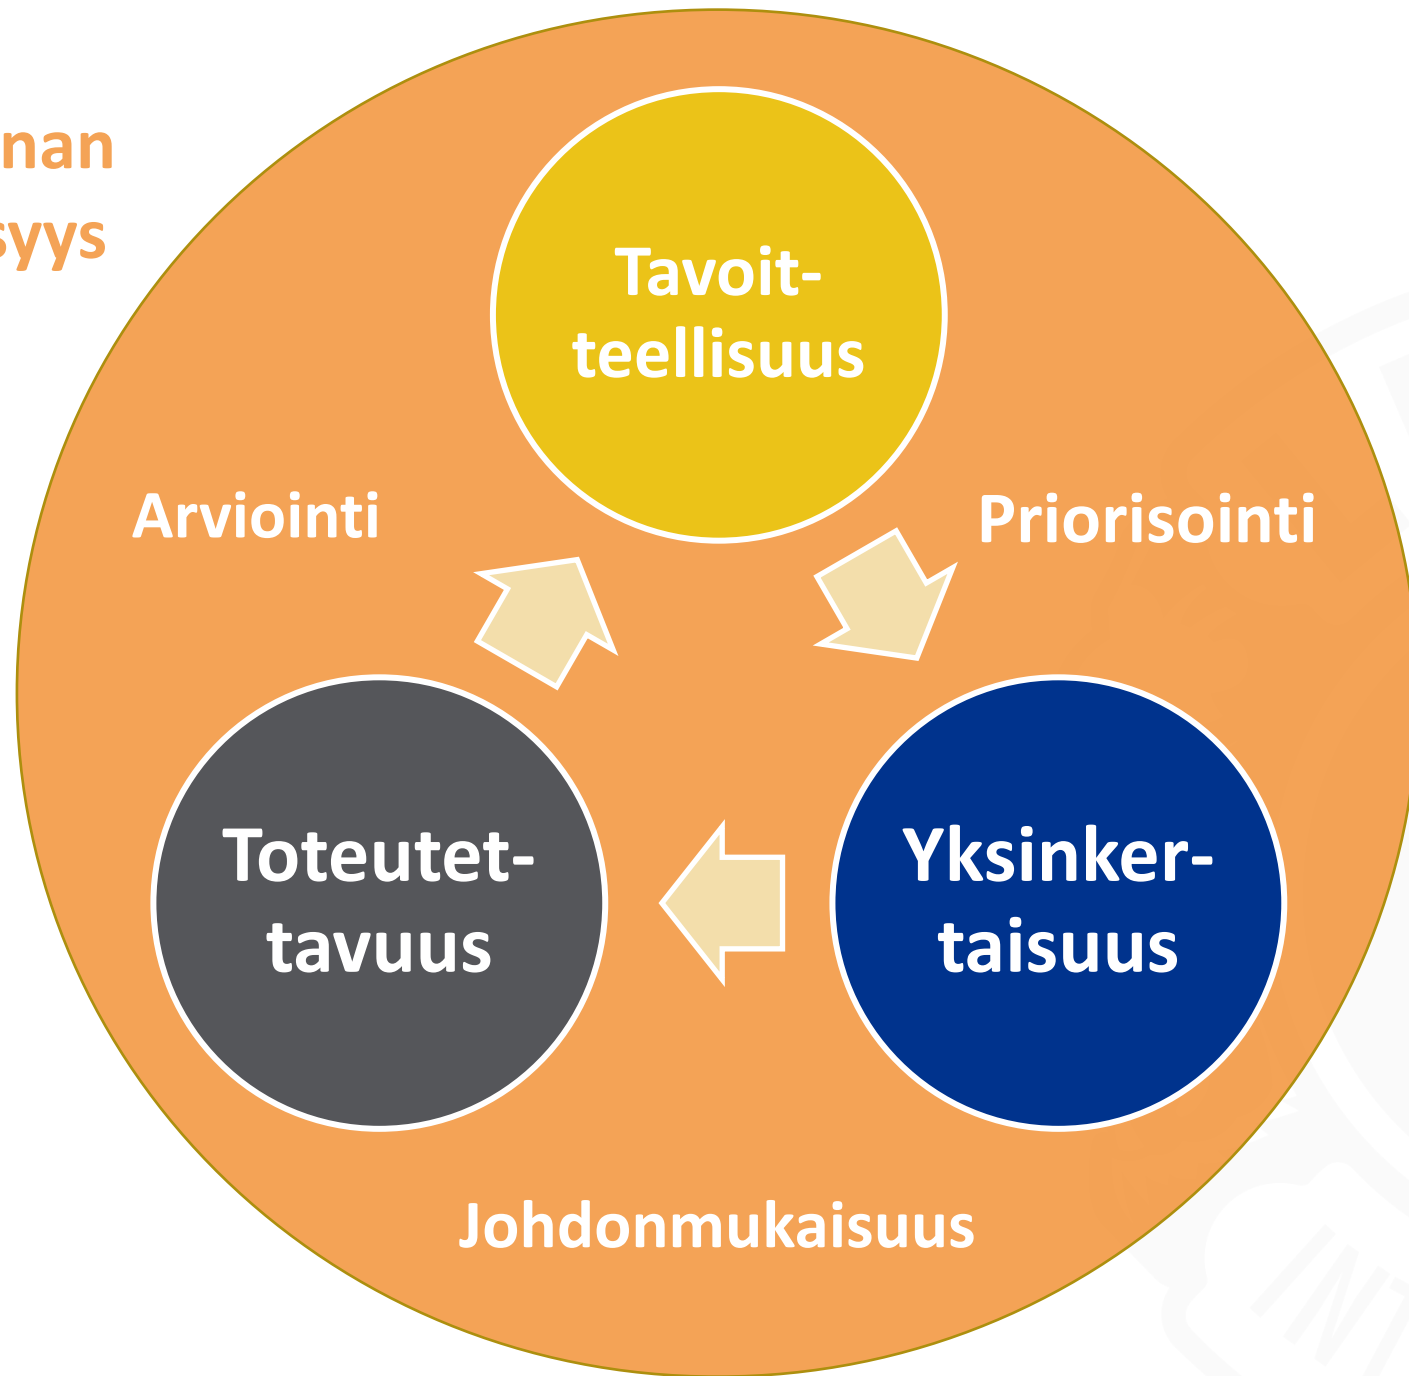 nan
syys
Tavoit-
teellisuus
Arviointi
Priorisointi
Toteutet-
tavuus
Yksinker-
taisuus
Johdonmukaisuus